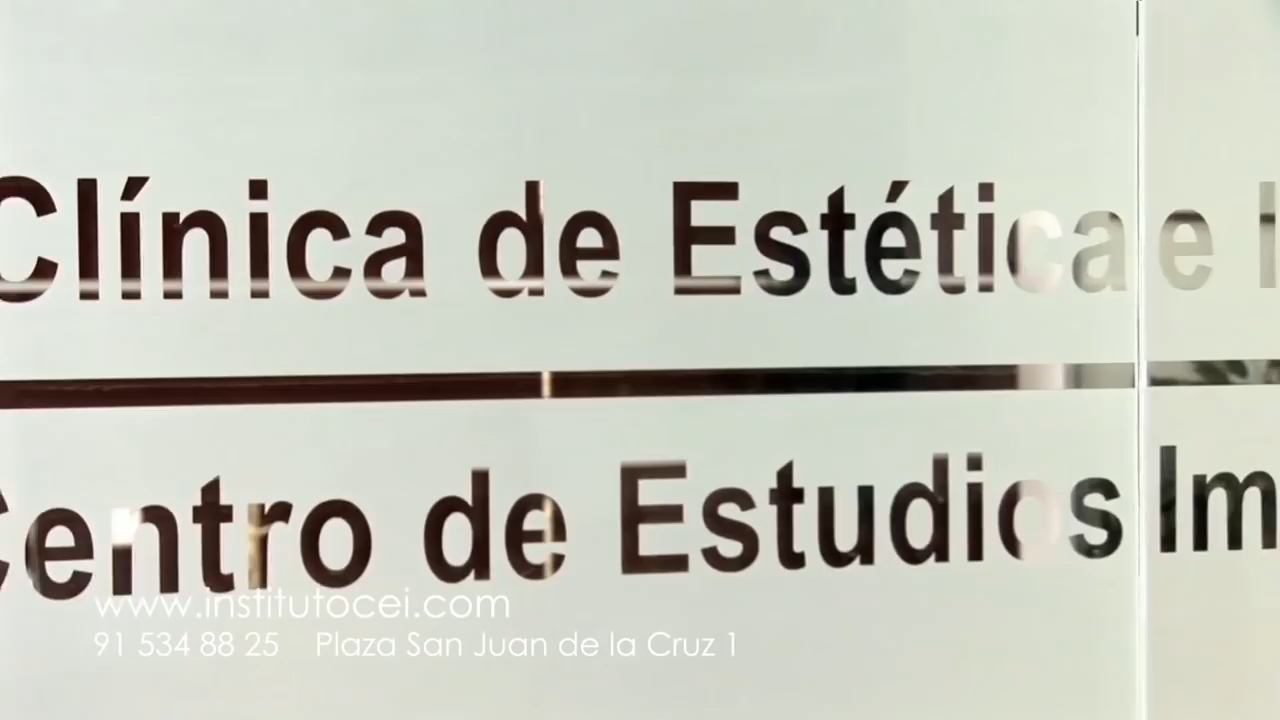 Clínica de Estética e
Centro de Estudios Im
www.institutocei.com
91 534 88 25 Plaza San Juan de la Cruz 1